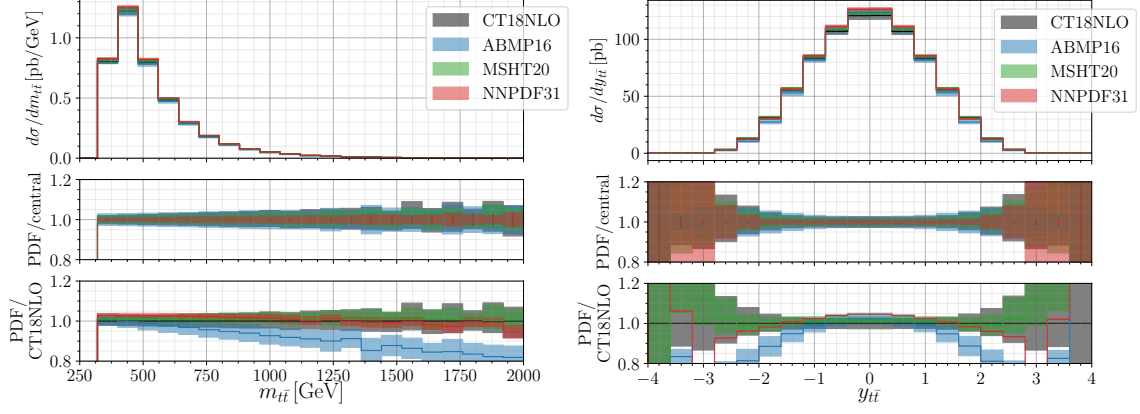 dσ/dm_{tt̄} [pb/GeV]
1.0
0.5
0.0
CT18NLO
ABMP16
MSHT20
NNPDF31
PDF/central
1.2
1.0
0.8
PDF/
CT18NLO
1.2
1.0
0.8
250 500 750 1000 1250 1500 1750 2000
m_{tt̄} [GeV]
dσ/dy_{tt̄} [pb]
100
50
0
CT18NLO
ABMP16
MSHT20
NNPDF31
PDF/central
1.2
1.0
0.8
PDF/
CT18NLO
1.2
1.0
0.8
−4 −3 −2 −1 0 1 2 3 4
y_{tt̄}